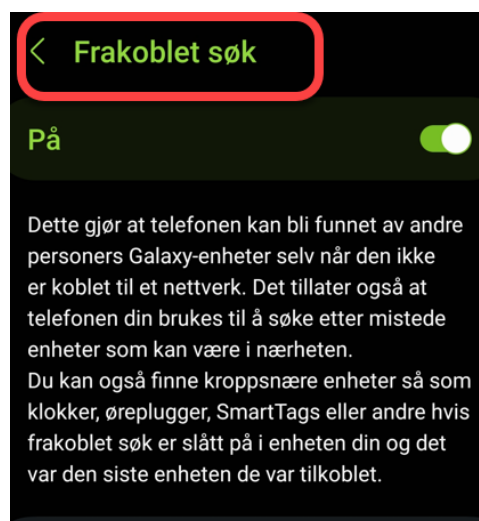 Frakoblet søk
På
Dette gjør at telefonen kan bli funnet av andre
personers Galaxy-enheter selv når den ikke
er koblet til et nettverk. Det tillater også at
telefonen din brukes til å søke etter mistede
enheter som kan være i nærheten.
Du kan også finne kroppsnære enheter så som
klokker, øreplugger, SmartTags eller andre hvis
frakoblet søk er slått på i enheten din og det
var den siste enheten de var tilkoblet.